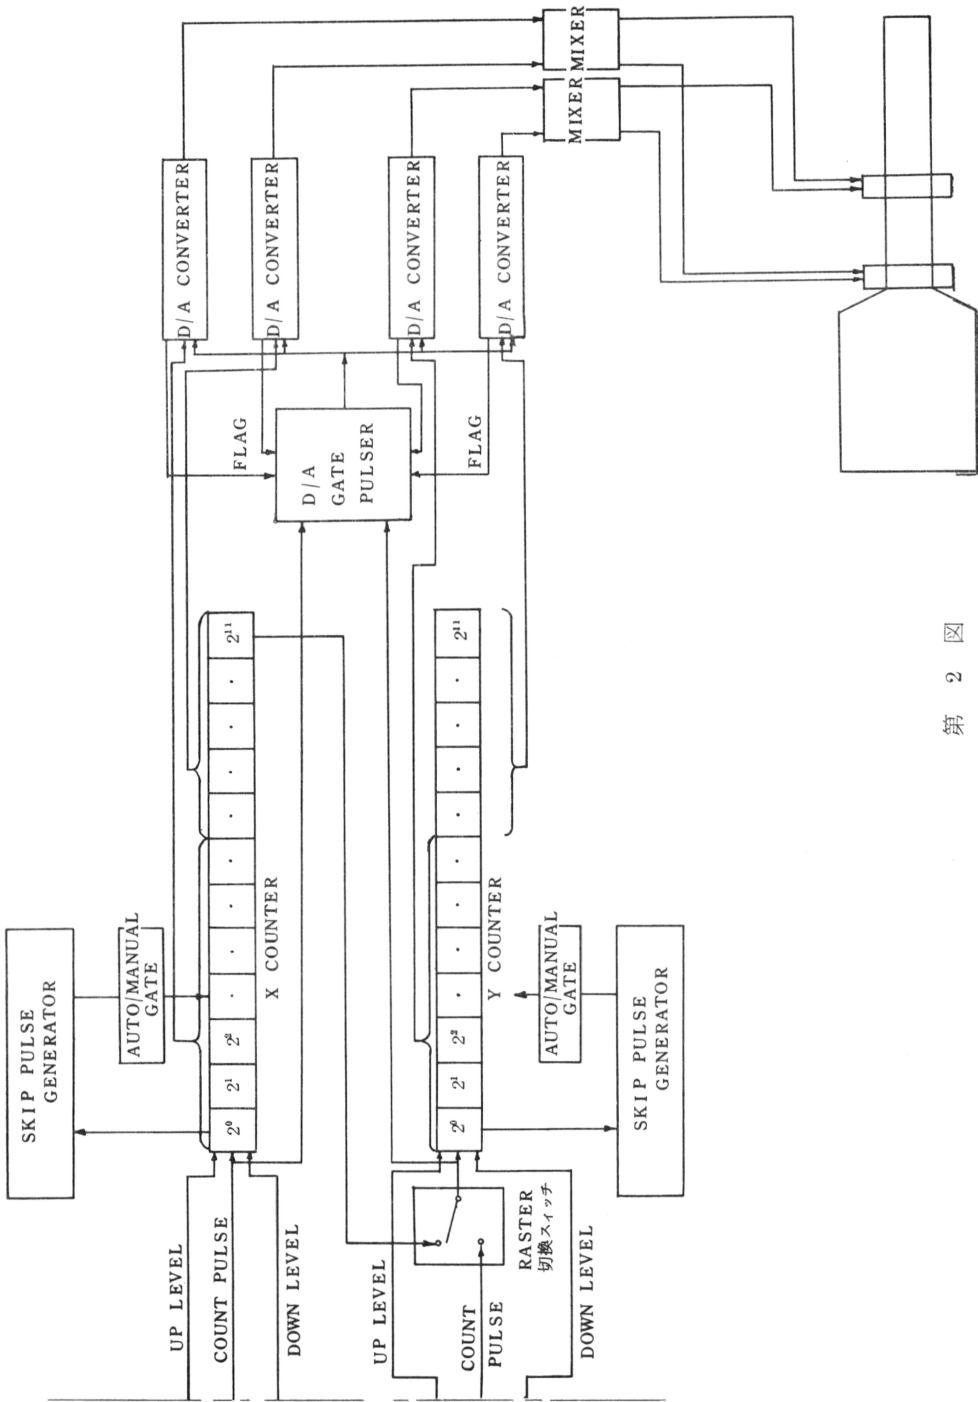 SKIP PULSE
GENERATOR
AUTO/MANUAL
GATE
UP LEVEL
COUNT PULSE
DOWN LEVEL
2⁰
2¹
2²
·
·
·
·
·
·
·
·
2¹¹
X COUNTER
FLAG
D/A
GATE
PULSER
FLAG
D/A CONVERTER
D/A CONVERTER
D/A CONVERTER
D/A CONVERTER
MIXER
MIXER
UP LEVEL
COUNT
PULSE
DOWN LEVEL
RASTER
切換スイッチ
2⁰
2¹
2²
·
·
·
·
·
·
·
·
2¹¹
Y COUNTER
AUTO/MANUAL
GATE
SKIP PULSE
GENERATOR
第 2 図